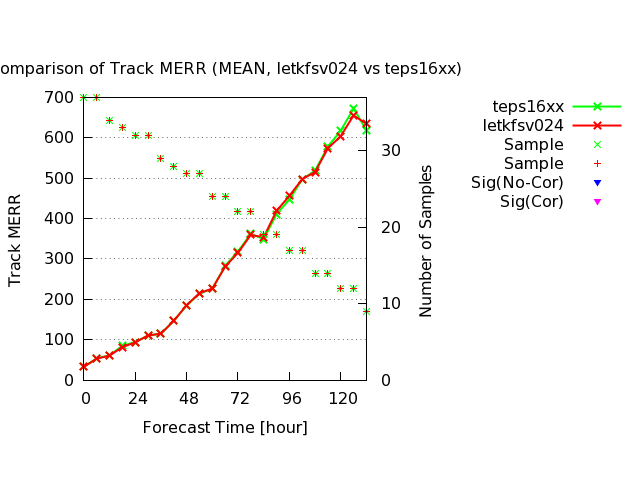 omparison of Track MERR (MEAN, letkfsv024 vs teps16xx)
teps16xx
letkfsv024
Sample
Sample
Sig(No-Cor)
Sig(Cor)
700
600
500
400
300
200
100
0
Track MERR
30
20
10
0
Number of Samples
0 24 48 72 96 120
Forecast Time [hour]